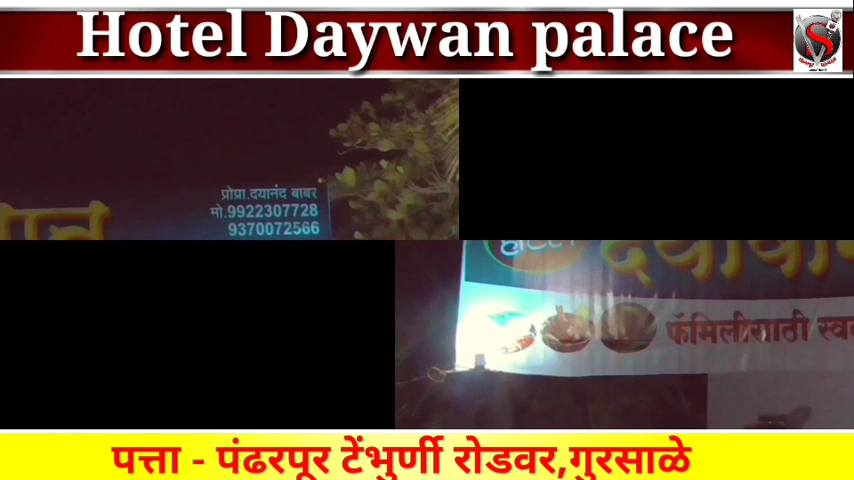 Hotel Daywan palace
प्रोप्रा.दयानंद बाबर
मो.9922307728
9370072566
हॉटेल
फॅमिलीसाठी
पत्ता - पंढरपूर टेंभुर्णी रोडवर,गुरसाळे